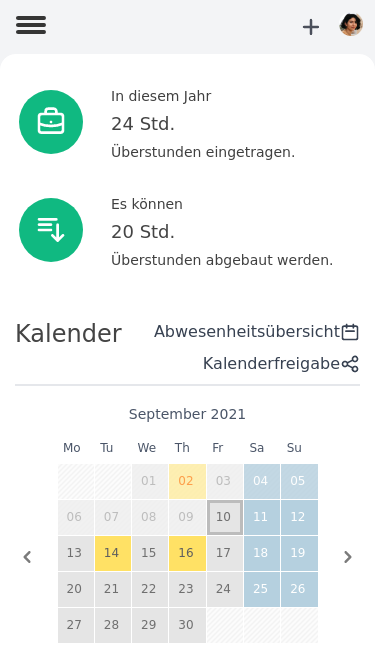 In diesem Jahr
24 Std.
Überstunden eingetragen.
Es können
20 Std.
Überstunden abgebaut werden.
Kalender
Abwesenheitsübersicht
Kalenderfreigabe
September 2021
Mo Tu We Th Fr Sa Su
01 02 03 04 05
06 07 08 09 10 11 12
13 14 15 16 17 18 19
20 21 22 23 24 25 26
27 28 29 30